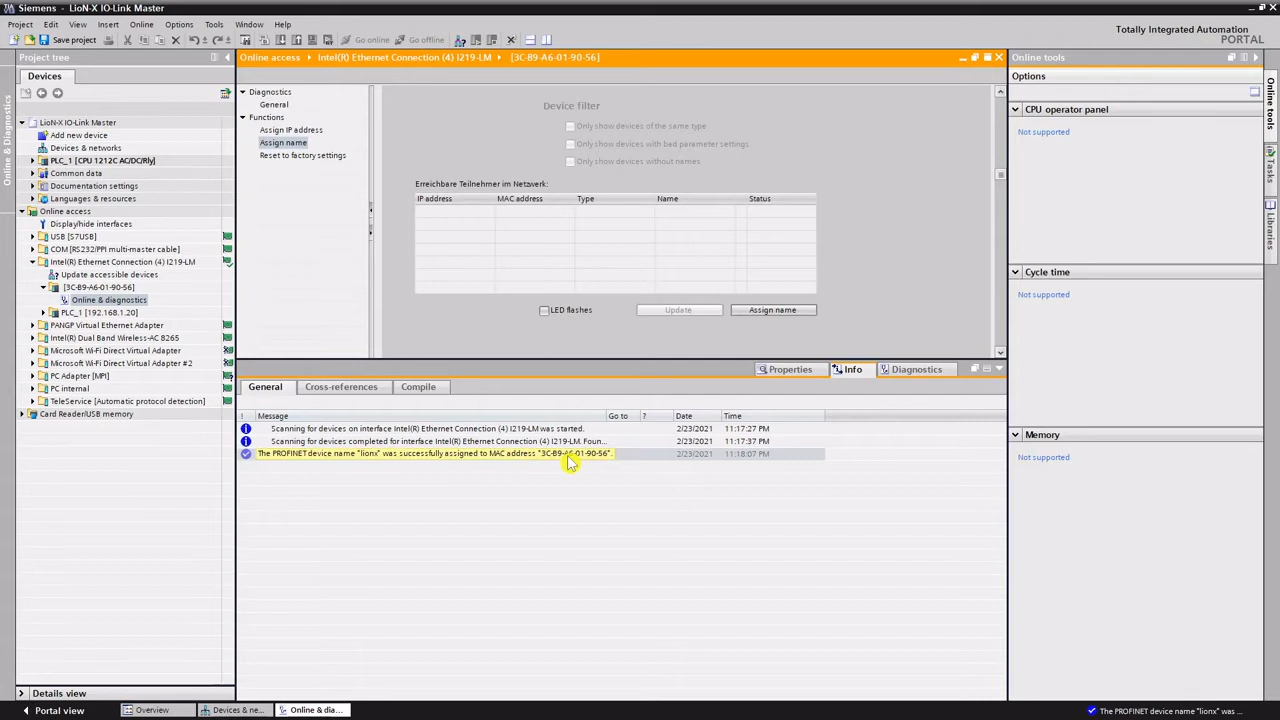 Siemens - LioN-X IO-Link Master
Project Edit View Insert Online Options Tools Window Help
Totally Integrated Automation
PORTAL
Save project Go online Go offline
Project tree
Online access Intel(R) Ethernet Connection (4) I219-LM [3C-B9-A6-01-90-56]
Online tools
Devices
Options
Online & Diagnostics
LioN-X IO-Link Master
Add new device
Devices & networks
PLC_1 [CPU 1212C AC/DC/Rly]
Common data
Documentation settings
Languages & resources
Online access
Display/hide interfaces
USB [S7USB]
COM [RS232/PPI multi-master cable]
Intel(R) Ethernet Connection (4) I219-LM
Update accessible devices
[3C-B9-A6-01-90-56]
Online & diagnostics
PLC_1 [192.168.1.20]
PANGP Virtual Ethernet Adapter
Intel(R) Dual Band Wireless-AC 8265
Microsoft Wi-Fi Direct Virtual Adapter
Microsoft Wi-Fi Direct Virtual Adapter #2
PC Adapter [MPI]
PC internal
TeleService [Automatic protocol detection]
Card Reader/USB memory
Details view
Diagnostics
General
Functions
Assign IP address
Assign name
Reset to factory settings
Device filter
Only show devices of the same type
Only show devices with bad parameter settings
Only show devices without names
Erreichbare Teilnehmer im Netzwerk:
IP address MAC address Type Name Status
LED flashes Update Assign name
Properties Info Diagnostics
General Cross-references Compile
! Message Go to ? Date Time
Scanning for devices on interface Intel(R) Ethernet Connection (4) I219-LM was started. 2/23/2021 11:17:27 PM
Scanning for devices completed for interface Intel(R) Ethernet Connection (4) I219-LM. Foun... 2/23/2021 11:17:37 PM
The PROFINET device name "lionx" was successfully assigned to MAC address "3C-B9-A6-01-90-56". 2/23/2021 11:18:07 PM
CPU operator panel
Not supported
Cycle time
Not supported
Memory
Not supported
Online tools
Tasks
Libraries
Portal view Overview Devices & ne... Online & dia... The PROFINET device name "lionx" was ...